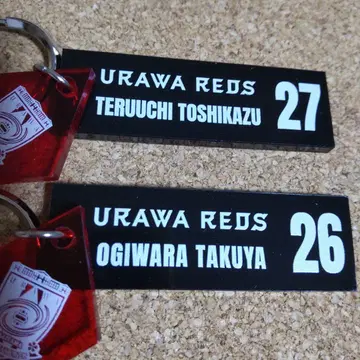 URAWA REDS
TERUUCHI TOSHIKAZU
27
URAWA REDS
OGIWARA TAKUYA
26